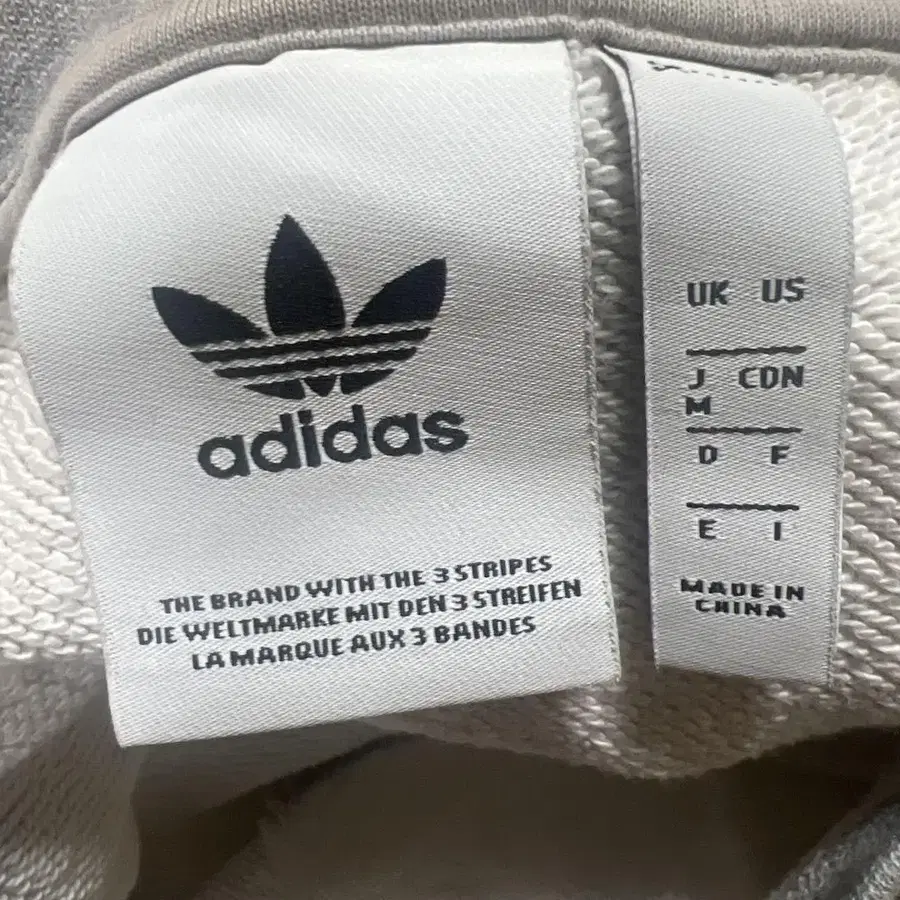 adidas
THE BRAND WITH THE 3 STRIPES
DIE WELTMARKE MIT DEN 3 STREIFEN
LA MARQUE AUX 3 BANDES
UK US
J CDN
M
D F
E I
MADE IN
CHINA